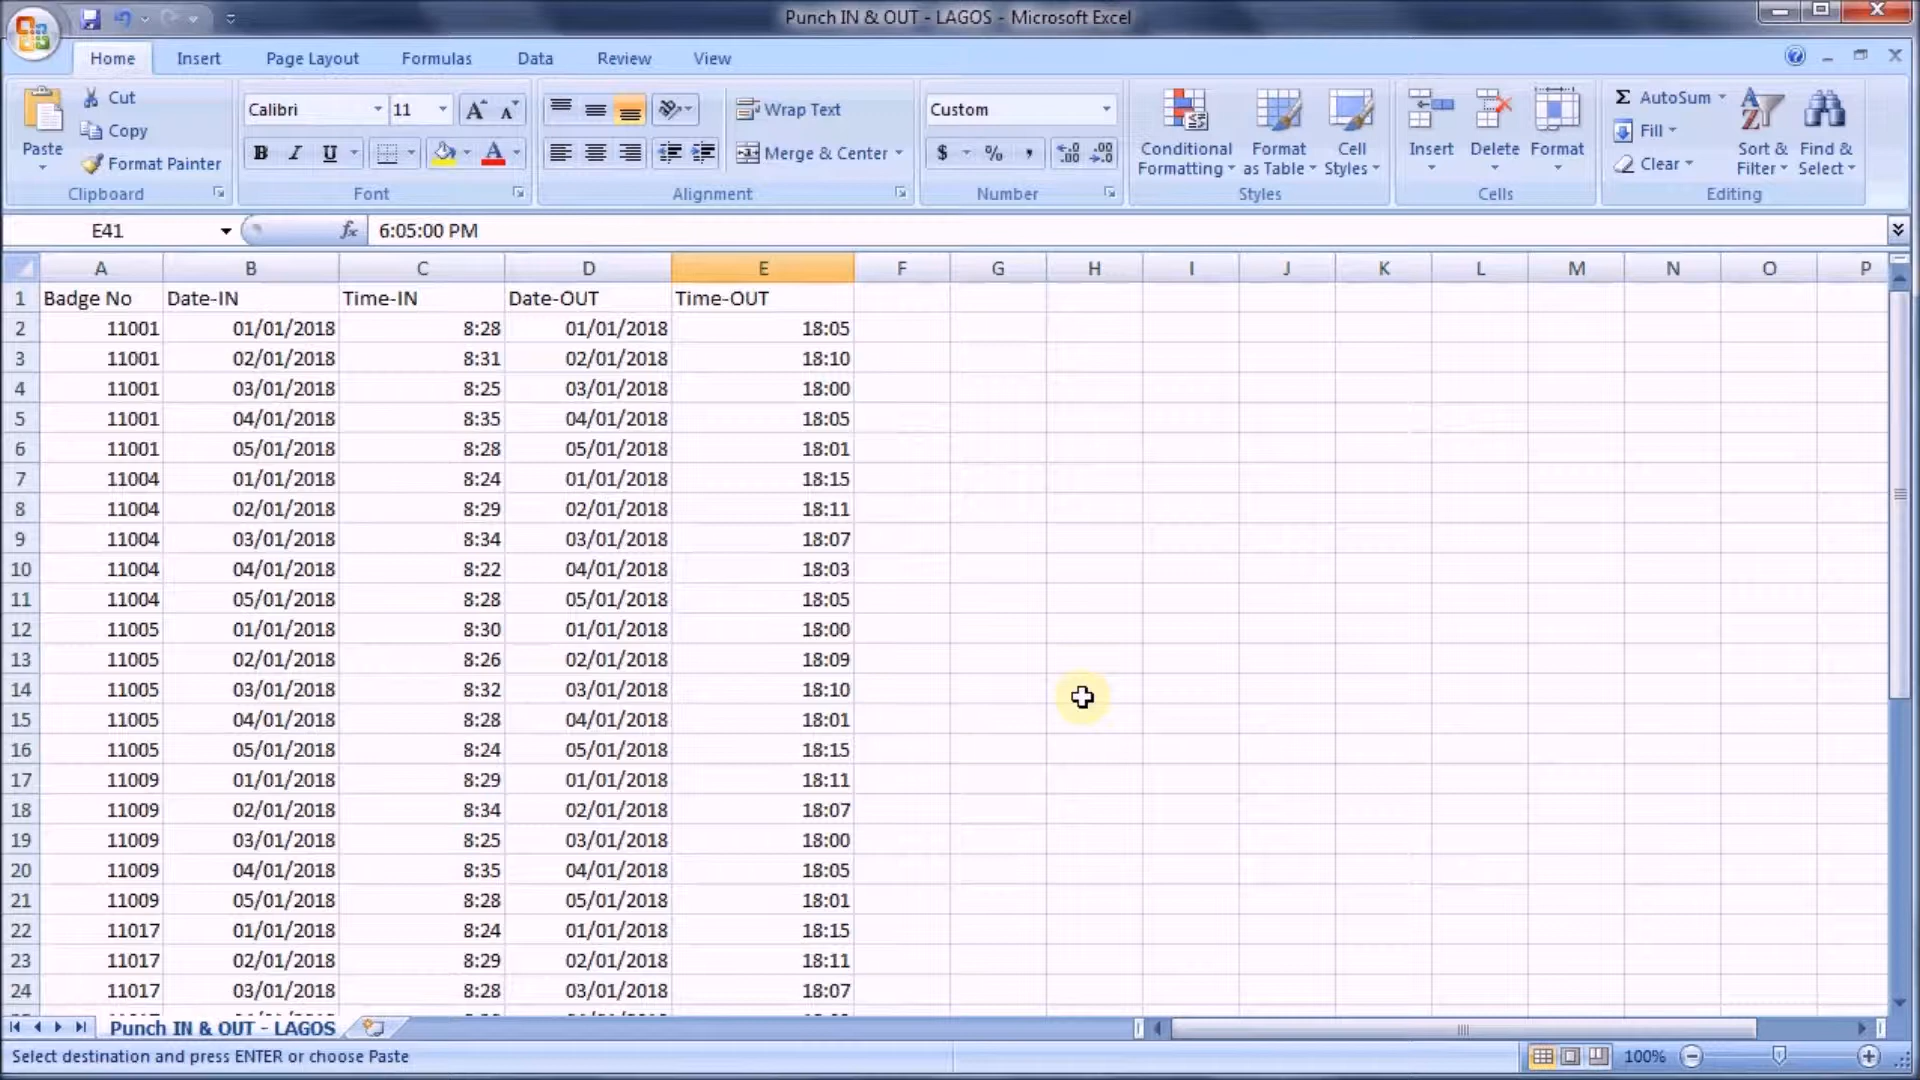 Punch IN & OUT - LAGOS - Microsoft Excel
Home Insert Page Layout Formulas Data Review View
Paste
Cut
Copy
Format Painter
Clipboard
Calibri 11 A A
B I U A
Font
Wrap Text
Merge & Center
Alignment
Custom
$ % , .0 .00 .00 .0
Number
Conditional Formatting
Format as Table
Cell Styles
Styles
Insert Delete Format
Cells
Σ AutoSum
Fill
Clear
Sort & Filter
Find & Select
Editing
E41 fx 6:05:00 PM
A B C D E F G H I J K L M N O P
1 Badge No Date-IN Time-IN Date-OUT Time-OUT
2 11001 01/01/2018 8:28 01/01/2018 18:05
3 11001 02/01/2018 8:31 02/01/2018 18:10
4 11001 03/01/2018 8:25 03/01/2018 18:00
5 11001 04/01/2018 8:35 04/01/2018 18:05
6 11001 05/01/2018 8:28 05/01/2018 18:01
7 11004 01/01/2018 8:24 01/01/2018 18:15
8 11004 02/01/2018 8:29 02/01/2018 18:11
9 11004 03/01/2018 8:34 03/01/2018 18:07
10 11004 04/01/2018 8:22 04/01/2018 18:03
11 11004 05/01/2018 8:28 05/01/2018 18:05
12 11005 01/01/2018 8:30 01/01/2018 18:00
13 11005 02/01/2018 8:26 02/01/2018 18:09
14 11005 03/01/2018 8:32 03/01/2018 18:10
15 11005 04/01/2018 8:28 04/01/2018 18:01
16 11005 05/01/2018 8:24 05/01/2018 18:15
17 11009 01/01/2018 8:29 01/01/2018 18:11
18 11009 02/01/2018 8:34 02/01/2018 18:07
19 11009 03/01/2018 8:25 03/01/2018 18:00
20 11009 04/01/2018 8:35 04/01/2018 18:05
21 11009 05/01/2018 8:28 05/01/2018 18:01
22 11017 01/01/2018 8:24 01/01/2018 18:15
23 11017 02/01/2018 8:29 02/01/2018 18:11
24 11017 03/01/2018 8:28 03/01/2018 18:07
Punch IN & OUT - LAGOS
Select destination and press ENTER or choose Paste 100%